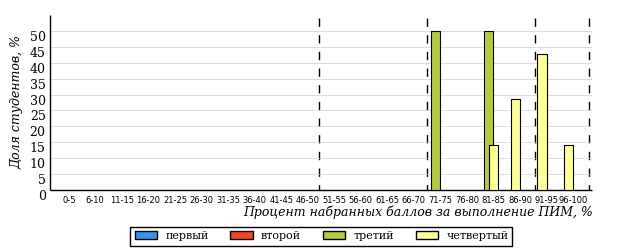 Доля студентов, %
50
45
40
35
30
25
20
15
10
5
0
0-5 6-10 11-15 16-20 21-25 26-30 31-35 36-40 41-45 46-50 51-55 56-60 61-65 66-70 71-75 76-80 81-85 86-90 91-95 96-100
Процент набранных баллов за выполнение ПИМ, %
первый второй третий четвертый